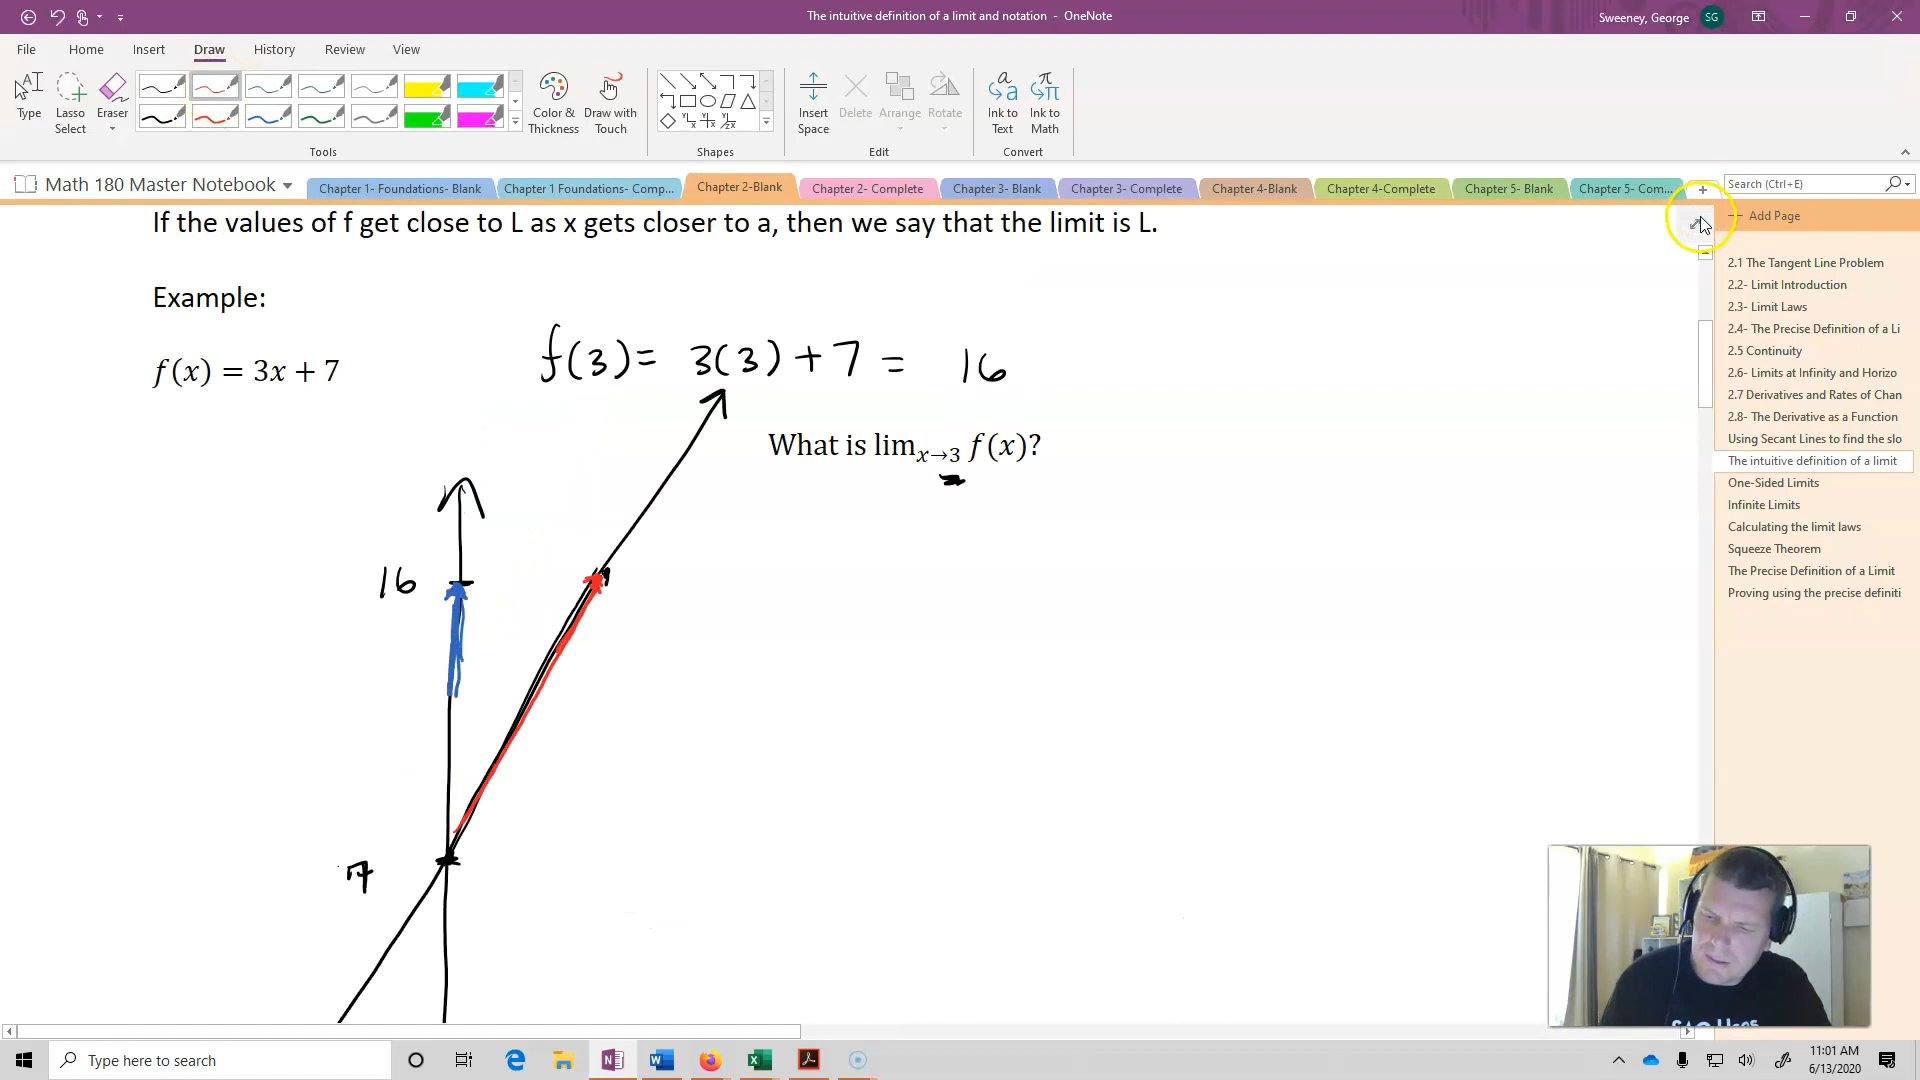 The intuitive definition of a limit and notation - OneNote
Sweeney, George
SG
File Home Insert Draw History Review View
Type
Lasso Select
Eraser
Color & Thickness
Draw with Touch
Insert Space
Delete
Arrange
Rotate
Ink to Text
Ink to Math
Tools
Shapes
Edit
Convert
Math 180 Master Notebook
Chapter 1- Foundations- Blank
Chapter 1 Foundations- Comp...
Chapter 2-Blank
Chapter 2- Complete
Chapter 3- Blank
Chapter 3- Complete
Chapter 4-Blank
Chapter 4-Complete
Chapter 5- Blank
Chapter 5- Com...
Search (Ctrl+E)
Add Page
If the values of f get close to L as x gets closer to a, then we say that the limit is L.
Example:
f(x) = 3x + 7
f(3) = 3(3) + 7 = 16
What is lim x→3 f(x)?
16
7
2.1 The Tangent Line Problem
2.2- Limit Introduction
2.3- Limit Laws
2.4- The Precise Definition of a Li
2.5 Continuity
2.6- Limits at Infinity and Horizo
2.7 Derivatives and Rates of Chan
2.8- The Derivative as a Function
Using Secant Lines to find the slo
The intuitive definition of a limit
One-Sided Limits
Infinite Limits
Calculating the limit laws
Squeeze Theorem
The Precise Definition of a Limit
Proving using the precise definiti
Type here to search
11:01 AM
6/13/2020